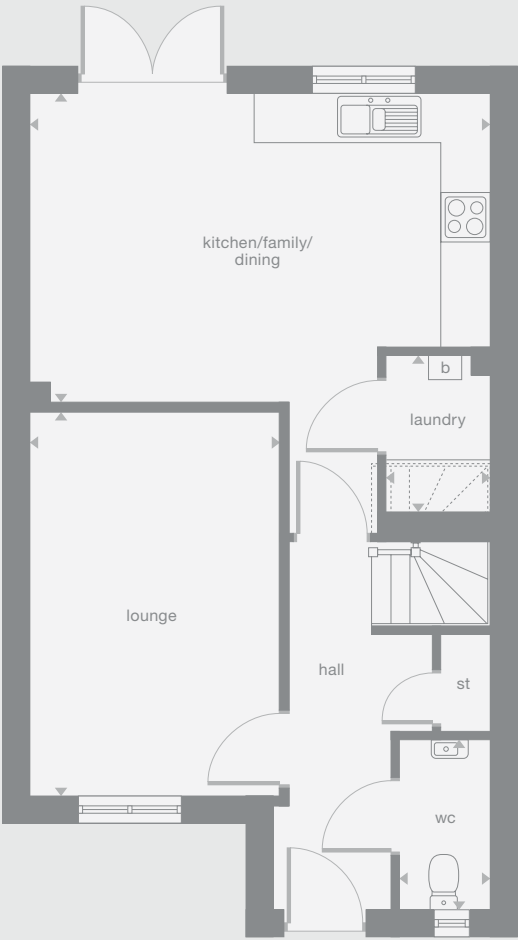 kitchen/family/
dining
b
laundry
lounge
hall
st
wc